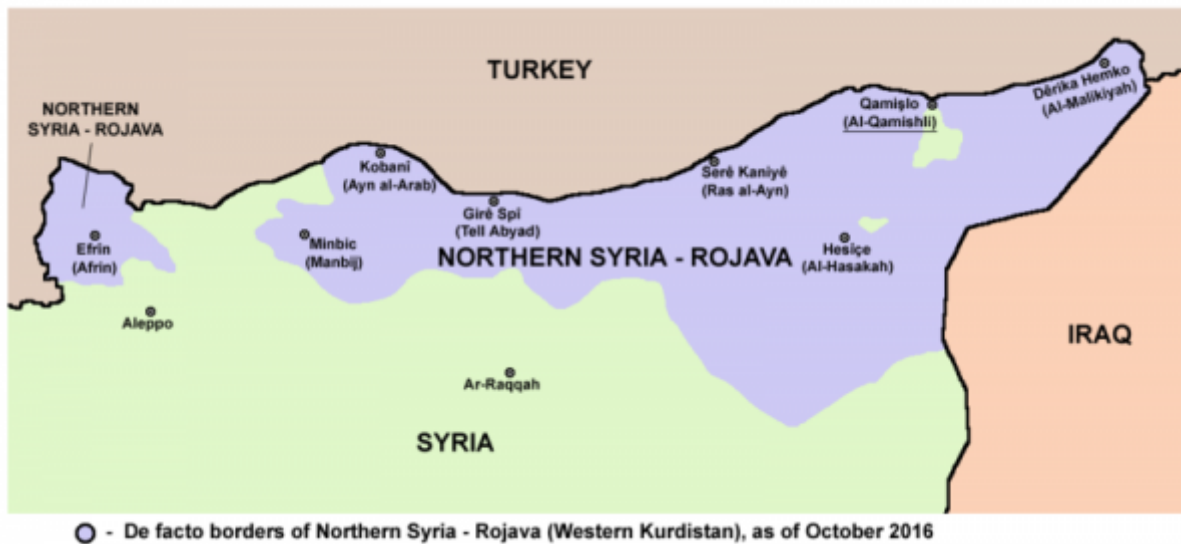 TURKEY
NORTHERN
SYRIA - ROJAVA
Dêrika Hemko
(Al-Malikiyah)
Qamişlo
(Al-Qamishli)
Kobanî
(Ayn al-Arab)
Serê Kaniyê
(Ras al-Ayn)
Girê Spî
(Tell Abyad)
Efrîn
(Afrin)
Minbic
(Manbij)
NORTHERN SYRIA - ROJAVA
Hesîçe
(Al-Hasakah)
Aleppo
IRAQ
Ar-Raqqah
SYRIA
- De facto borders of Northern Syria - Rojava (Western Kurdistan), as of October 2016